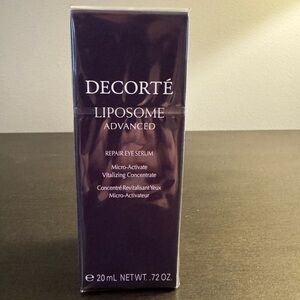 DECORTÉ
LIPOSOME
ADVANCED
REPAIR EYE SERUM
Micro-Activate
Vitalizing Concentrate
Concentré Revitalisant Yeux
Micro-Activateur
℮ 20 mL NET WT. .72 OZ.